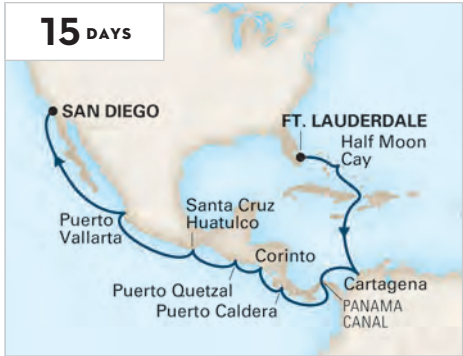 15 DAYS
SAN DIEGO
FT. LAUDERDALE
Half Moon
Cay
Puerto
Vallarta
Santa Cruz
Huatulco
Corinto
Puerto Quetzal
Puerto Caldera
Cartagena
PANAMA
CANAL